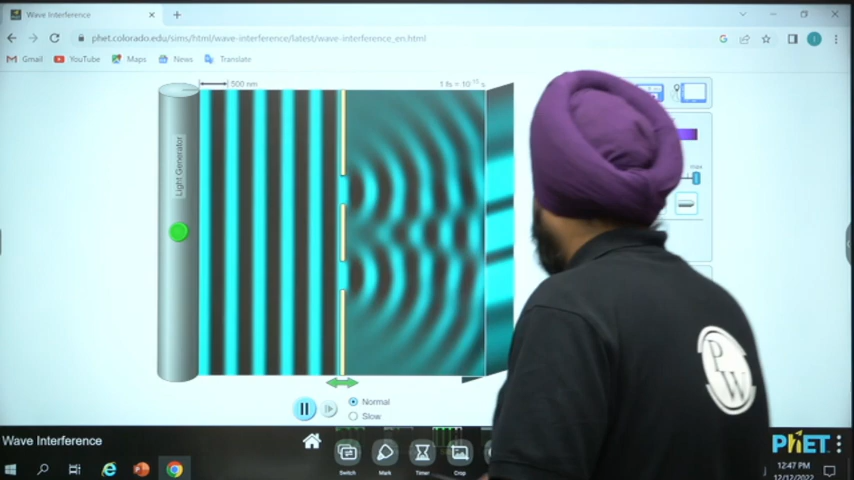 Wave Interference
phet.colorado.edu/sims/html/wave-interference/latest/wave-interference_en.html
Gmail
YouTube
Maps
News
Translate
500 nm
1 fs = 10⁻¹⁵ s
max
Light Generator
Normal
Slow
PW
Wave Interference
PhET
Switch
Mark
Timer
Crop
12:47 PM
12/12/2022